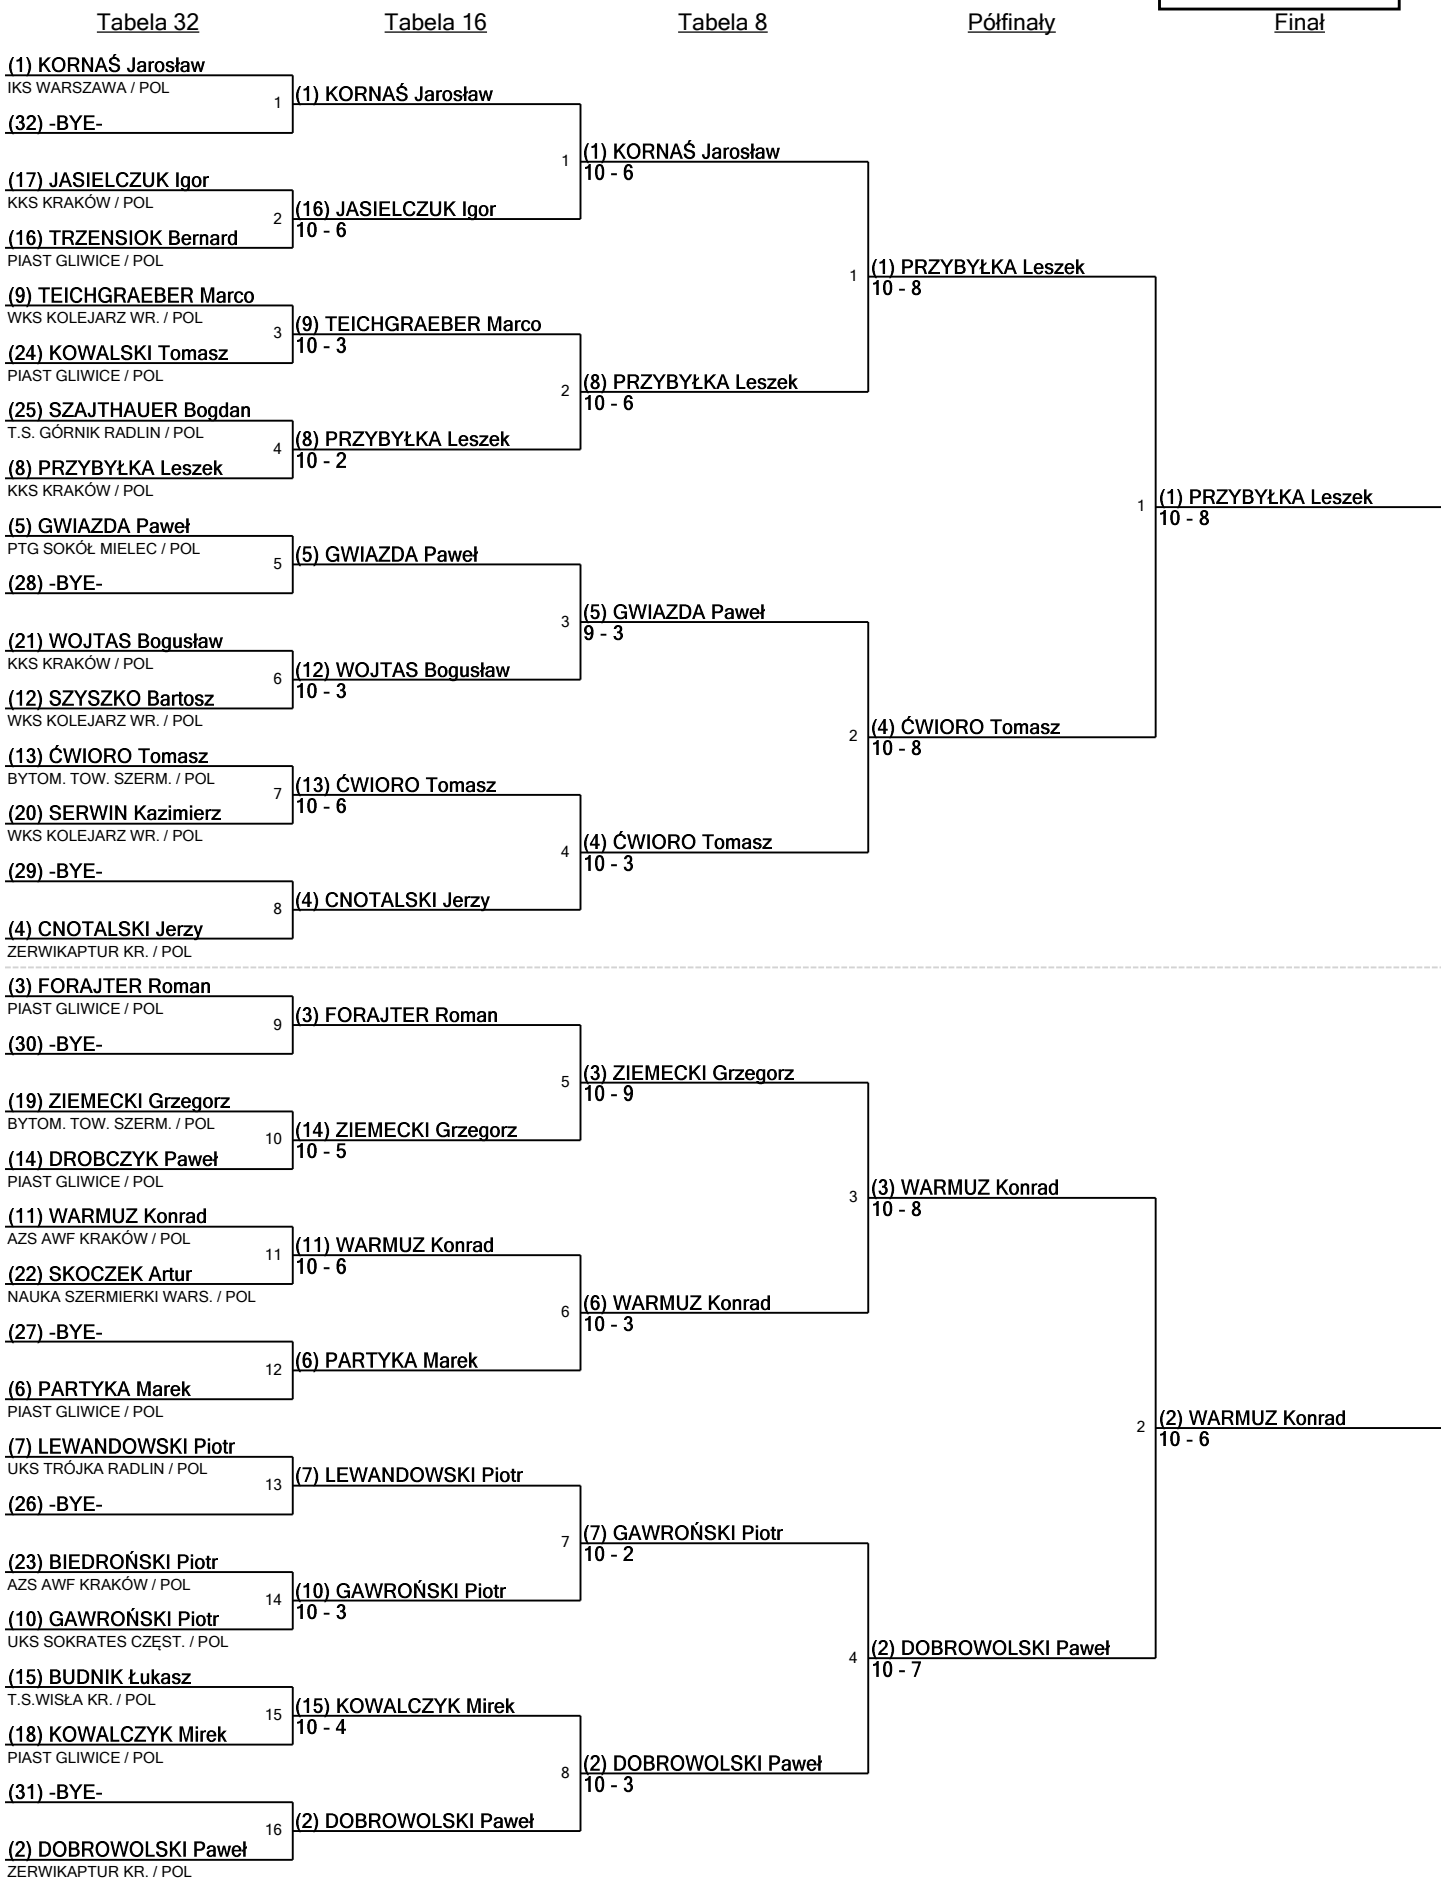 Tabela 32
Tabela 16
Tabela 8
Półfinały
Finał
(1) KORNAŚ Jarosław
IKS WARSZAWA / POL
1
(32) -BYE-
(17) JASIELCZUK Igor
KKS KRAKÓW / POL
2
(16) TRZENSIOK Bernard
PIAST GLIWICE / POL
(9) TEICHGRAEBER Marco
WKS KOLEJARZ WR. / POL
3
(24) KOWALSKI Tomasz
PIAST GLIWICE / POL
(25) SZAJTHAUER Bogdan
T.S. GÓRNIK RADLIN / POL
4
(8) PRZYBYŁKA Leszek
KKS KRAKÓW / POL
(5) GWIAZDA Paweł
PTG SOKÓŁ MIELEC / POL
5
(28) -BYE-
(21) WOJTAS Bogusław
KKS KRAKÓW / POL
6
(12) SZYSZKO Bartosz
WKS KOLEJARZ WR. / POL
(13) ĆWIORO Tomasz
BYTOM. TOW. SZERM. / POL
7
(20) SERWIN Kazimierz
WKS KOLEJARZ WR. / POL
(29) -BYE-
8
(4) CNOTALSKI Jerzy
ZERWIKAPTUR KR. / POL
(3) FORAJTER Roman
PIAST GLIWICE / POL
9
(30) -BYE-
(19) ZIEMECKI Grzegorz
BYTOM. TOW. SZERM. / POL
10
(14) DROBCZYK Paweł
PIAST GLIWICE / POL
(11) WARMUZ Konrad
AZS AWF KRAKÓW / POL
11
(22) SKOCZEK Artur
NAUKA SZERMIERKI WARS. / POL
(27) -BYE-
12
(6) PARTYKA Marek
PIAST GLIWICE / POL
(7) LEWANDOWSKI Piotr
UKS TRÓJKA RADLIN / POL
13
(26) -BYE-
(23) BIEDROŃSKI Piotr
AZS AWF KRAKÓW / POL
14
(10) GAWROŃSKI Piotr
UKS SOKRATES CZĘST. / POL
(15) BUDNIK Łukasz
T.S.WISŁA KR. / POL
15
(18) KOWALCZYK Mirek
PIAST GLIWICE / POL
(31) -BYE-
16
(2) DOBROWOLSKI Paweł
ZERWIKAPTUR KR. / POL
(1) KORNAŚ Jarosław
1
(16) JASIELCZUK Igor
10 - 6
(9) TEICHGRAEBER Marco
10 - 3
2
(8) PRZYBYŁKA Leszek
10 - 2
(5) GWIAZDA Paweł
3
(12) WOJTAS Bogusław
10 - 3
(13) ĆWIORO Tomasz
10 - 6
4
(4) CNOTALSKI Jerzy
(3) FORAJTER Roman
5
(14) ZIEMECKI Grzegorz
10 - 5
(11) WARMUZ Konrad
10 - 6
6
(6) PARTYKA Marek
(7) LEWANDOWSKI Piotr
7
(10) GAWROŃSKI Piotr
10 - 3
(15) KOWALCZYK Mirek
10 - 4
8
(2) DOBROWOLSKI Paweł
(1) KORNAŚ Jarosław
10 - 6
1
(8) PRZYBYŁKA Leszek
10 - 6
(5) GWIAZDA Paweł
9 - 3
2
(4) ĆWIORO Tomasz
10 - 3
(3) ZIEMECKI Grzegorz
10 - 9
3
(6) WARMUZ Konrad
10 - 3
(7) GAWROŃSKI Piotr
10 - 2
4
(2) DOBROWOLSKI Paweł
10 - 3
(1) PRZYBYŁKA Leszek
10 - 8
1
(4) ĆWIORO Tomasz
10 - 8
(3) WARMUZ Konrad
10 - 8
2
(2) DOBROWOLSKI Paweł
10 - 7
(1) PRZYBYŁKA Leszek
10 - 8
(2) WARMUZ Konrad
10 - 6